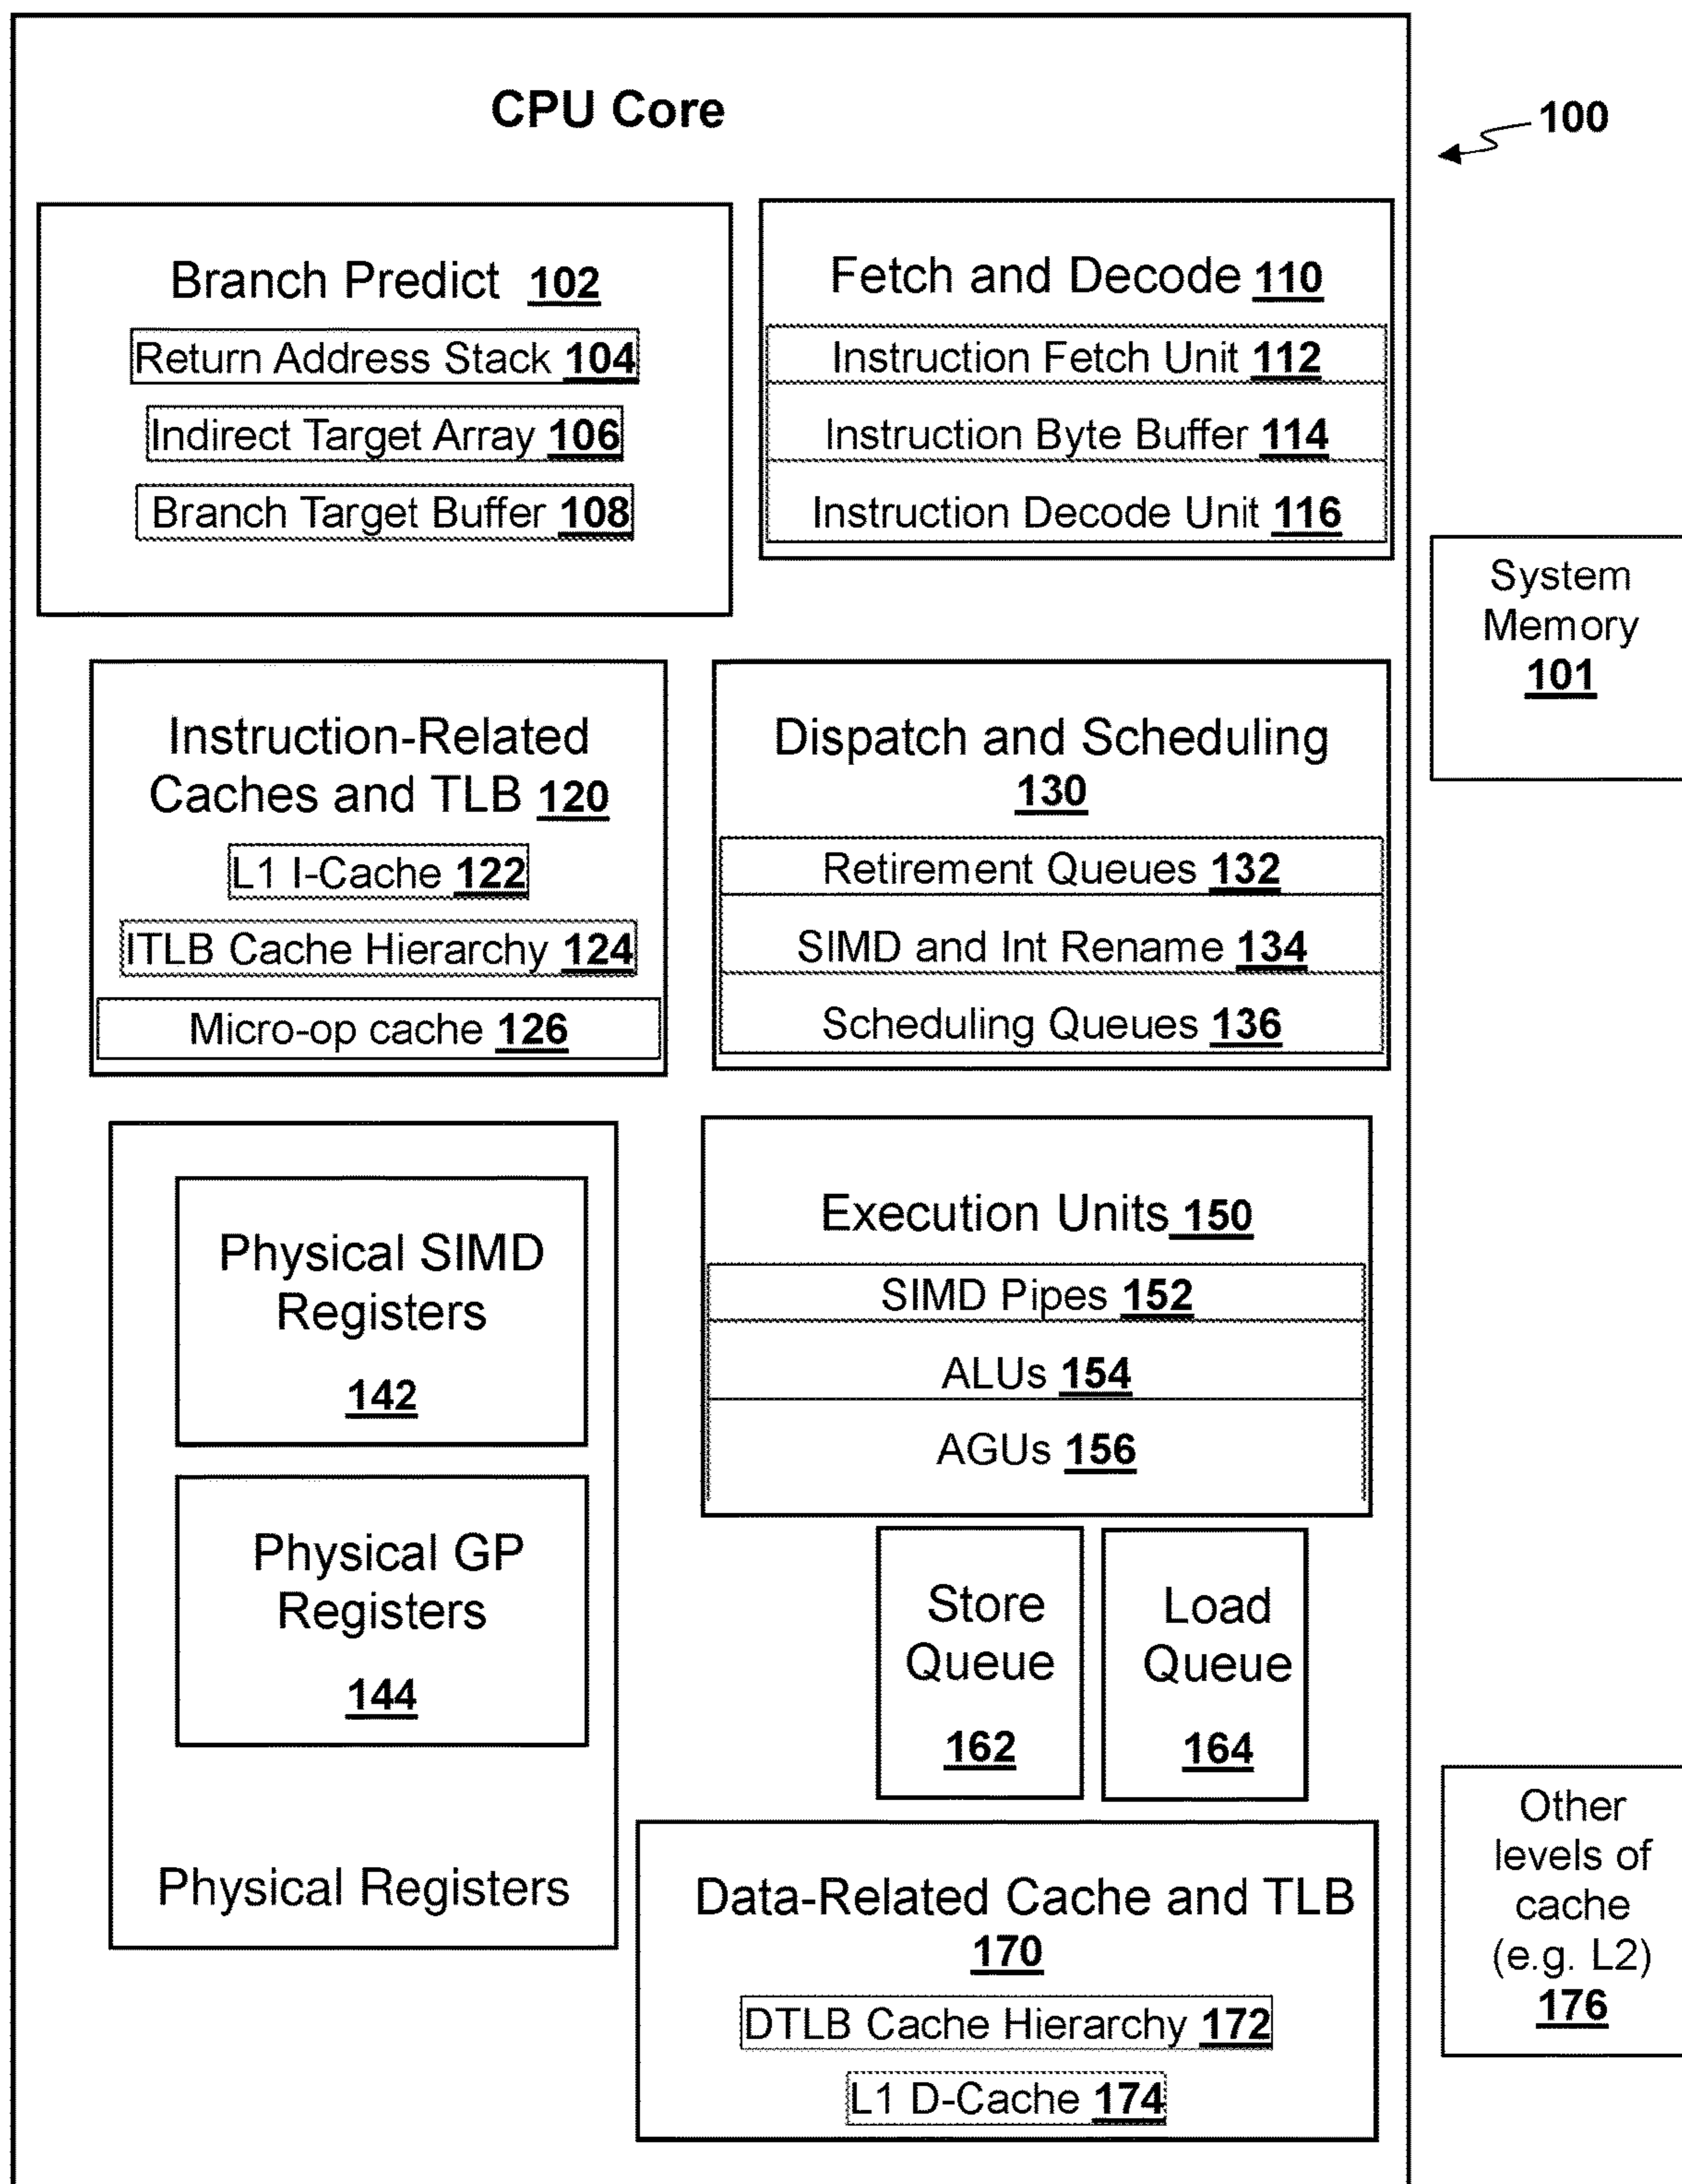 CPU Core
100
Branch Predict 102
Return Address Stack 104
Indirect Target Array 106
Branch Target Buffer 108
Fetch and Decode 110
Instruction Fetch Unit 112
Instruction Byte Buffer 114
Instruction Decode Unit 116
System
Memory
101
Instruction-Related
Caches and TLB 120
L1 I-Cache 122
ITLB Cache Hierarchy 124
Micro-op cache 126
Dispatch and Scheduling
130
Retirement Queues 132
SIMD and Int Rename 134
Scheduling Queues 136
Physical SIMD
Registers
142
Physical GP
Registers
144
Physical Registers
Execution Units 150
SIMD Pipes 152
ALUs 154
AGUs 156
Store
Queue
162
Load
Queue
164
Data-Related Cache and TLB
170
DTLB Cache Hierarchy 172
L1 D-Cache 174
Other
levels of
cache
(e.g. L2)
176